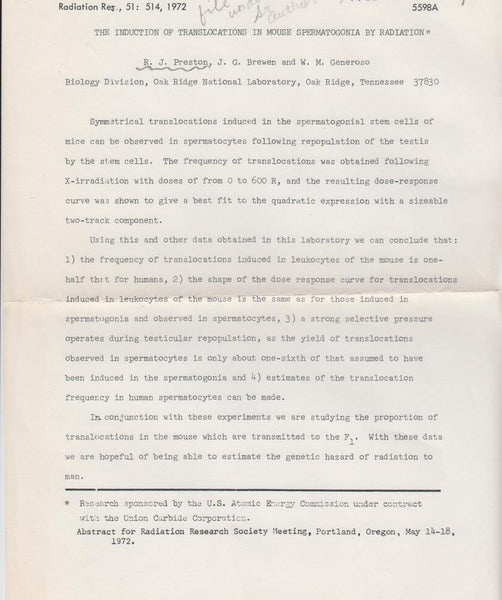 Radiation Res., 51: 514, 1972
file under
author
5598A
THE INDUCTION OF TRANSLOCATIONS IN MOUSE SPERMATOGONIA BY RADIATION*
R. J. Preston, J. G. Brewen and W. M. Generoso
Biology Division, Oak Ridge National Laboratory, Oak Ridge, Tennessee 37830
Symmetrical translocations induced in the spermatogonial stem cells of
mice can be observed in spermatocytes following repopulation of the testis
by the stem cells. The frequency of translocations was obtained following
X-irradiation with doses of from 0 to 600 R, and the resulting dose-response
curve was shown to give a best fit to the quadratic expression with a sizeable
two-track component.
Using this and other data obtained in this laboratory we can conclude that:
1) the frequency of translocations induced in leukocytes of the mouse is one-
half that for humans, 2) the shape of the dose response curve for translocations
induced in leukocytes of the mouse is the same as for those induced in
spermatogonia and observed in spermatocytes, 3) a strong selective pressure
operates during testicular repopulation, as the yield of translocations
observed in spermatocytes is only about one-sixth of that assumed to have
been induced in the spermatogonia and 4) estimates of the translocation
frequency in human spermatocytes can be made.
In conjunction with these experiments we are studying the proportion of
translocations in the mouse which are transmitted to the F₁. With these data
we are hopeful of being able to estimate the genetic hazard of radiation to
man.
* Research sponsored by the U.S. Atomic Energy Commission under contract
with the Union Carbide Corporation.
Abstract for Radiation Research Society Meeting, Portland, Oregon, May 14-18,
1972.